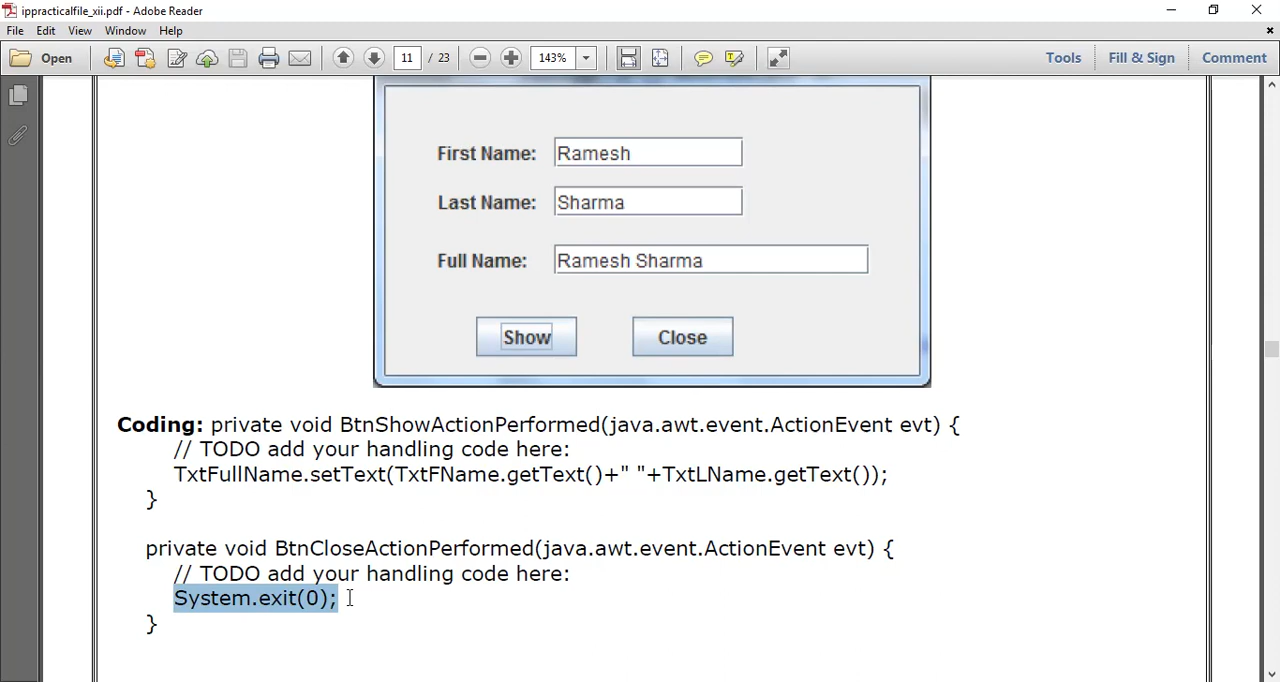 ippracticalfile_xii.pdf - Adobe Reader
File Edit View Window Help
Open 11 / 23 143% Tools Fill & Sign Comment
First Name: Ramesh
Last Name: Sharma
Full Name: Ramesh Sharma
Show Close
Coding: private void BtnShowActionPerformed(java.awt.event.ActionEvent evt) {
// TODO add your handling code here:
TxtFullName.setText(TxtFName.getText()+" "+TxtLName.getText());
}
private void BtnCloseActionPerformed(java.awt.event.ActionEvent evt) {
// TODO add your handling code here:
System.exit(0);
}